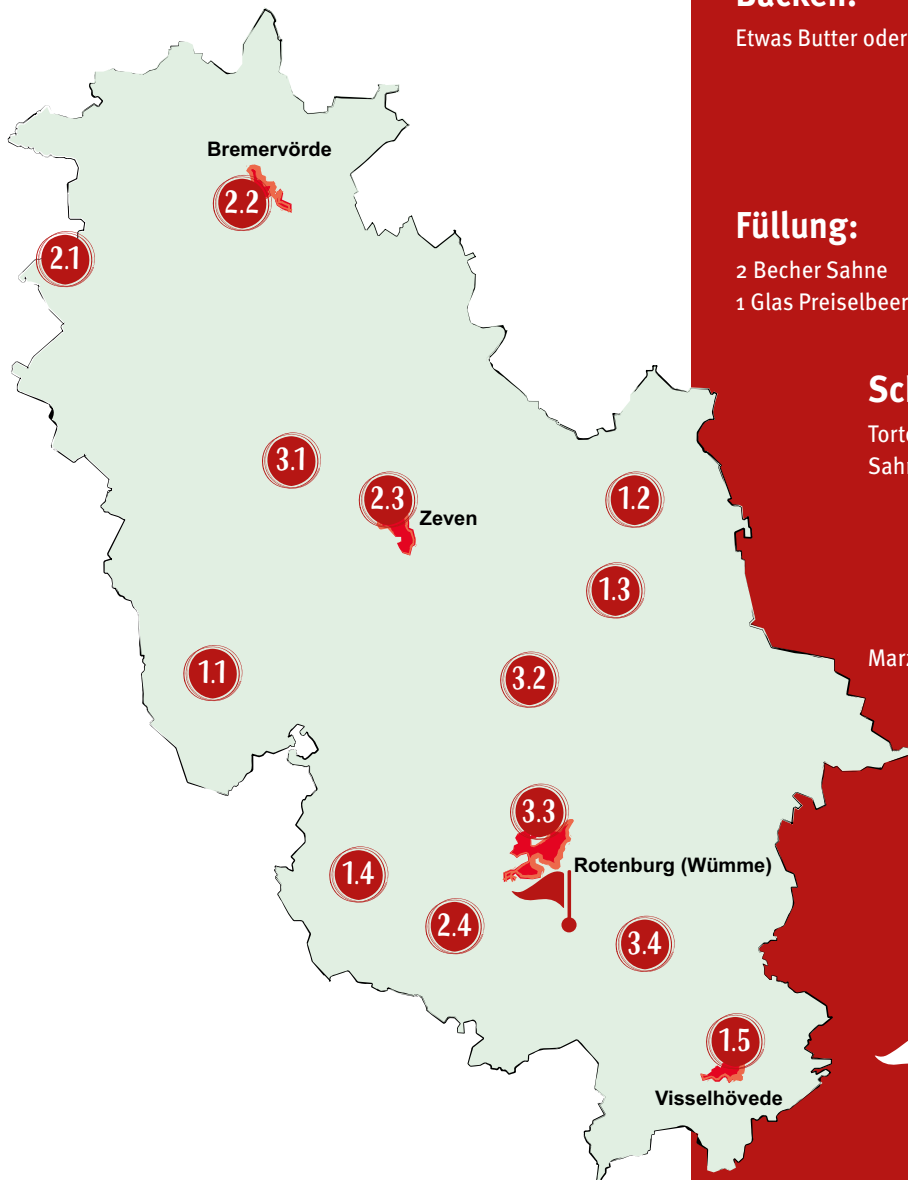 Backen:
Etwas Butter oder
Füllung:
2 Becher Sahne
1 Glas Preiselbeer
Bremervörde
2.2
2.1
3.1
2.3
Zeven
1.2
1.3
1.1
3.2
3.3
Rotenburg (Wümme)
1.4
2.4
3.4
1.5
Visselhövede